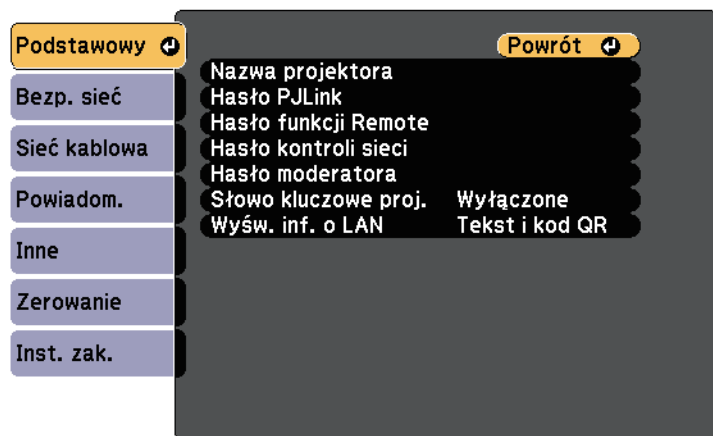 Podstawowy
Powrót
Nazwa projektora
Bezp. sieć
Hasło PJLink
Hasło funkcji Remote
Sieć kablowa
Hasło kontroli sieci
Hasło moderatora
Powiadom.
Słowo kluczowe proj. Wyłączone
Wyśw. inf. o LAN Tekst i kod QR
Inne
Zerowanie
Inst. zak.